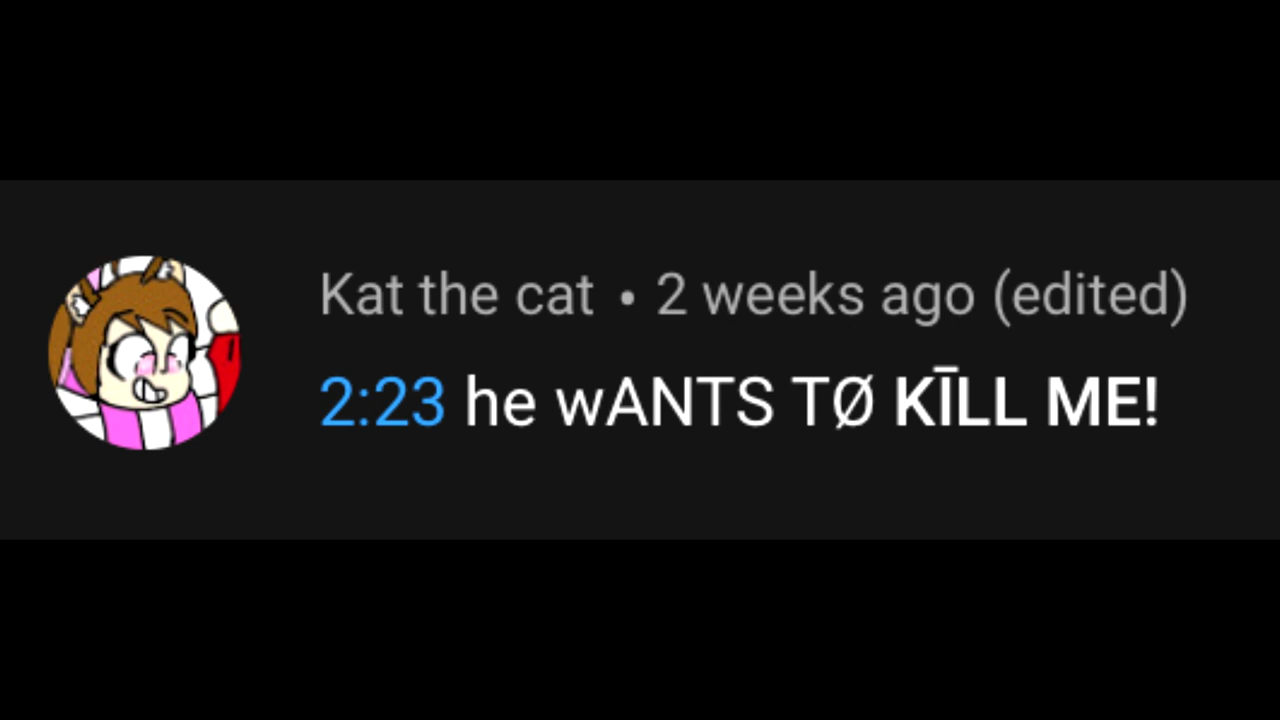 Kat the cat • 2 weeks ago (edited)
2:23 he wANTS TØ KĪLL ME!